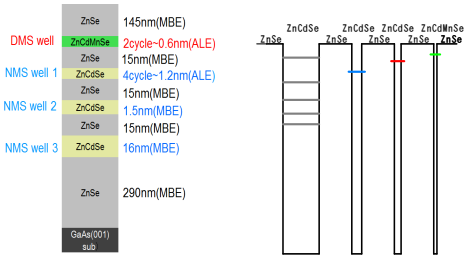 ZnSe 145nm(MBE)
DMS well ZnCdMnSe 2cycle~0.6nm(ALE)
ZnSe 15nm(MBE)
NMS well 1 ZnCdSe 4cycle~1.2nm(ALE)
ZnSe 15nm(MBE)
NMS well 2 ZnCdSe 1.5nm(MBE)
ZnSe 15nm(MBE)
NMS well 3 ZnCdSe 16nm(MBE)
ZnSe 290nm(MBE)
GaAs(001)
sub
ZnCdSe ZnCdSe ZnCdSe ZnCdMnSe
ZnSe ZnSe ZnSe ZnSe ZnSe